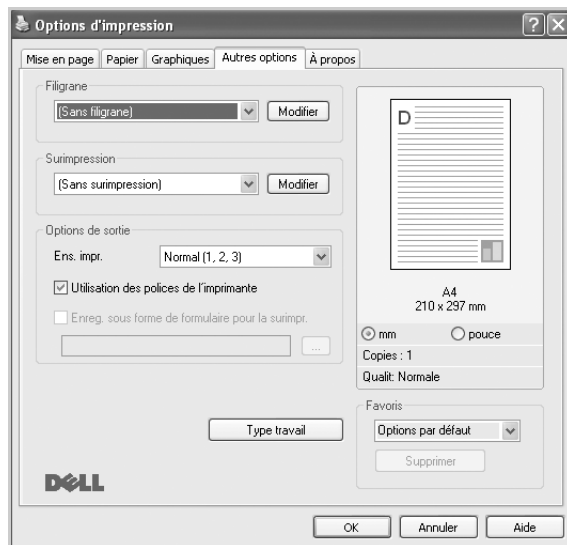 Options d'impression
Mise en page Papier Graphiques Autres options À propos
Filigrane
(Sans filigrane) Modifier
Surimpression
(Sans surimpression) Modifier
Options de sortie
Ens. impr. Normal (1, 2, 3)
Utilisation des polices de l'imprimante
Enreg. sous forme de formulaire pour la surimpr.
...
Type travail
DELL
D
A4
210 x 297 mm
mm pouce
Copies : 1
Qualit: Normale
Favoris
Options par défaut
Supprimer
OK Annuler Aide